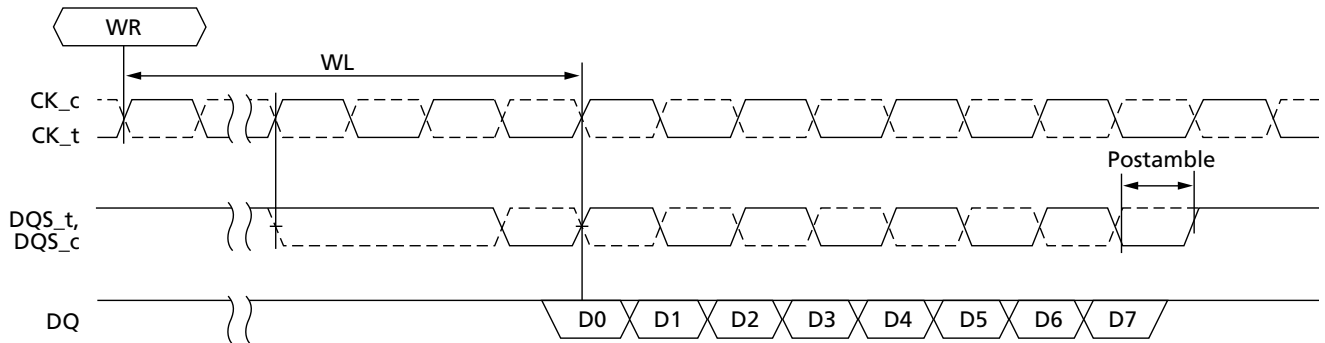 WR
WL
CK_c
CK_t
Postamble
DQS_t,
DQS_c
DQ
D0 D1 D2 D3 D4 D5 D6 D7